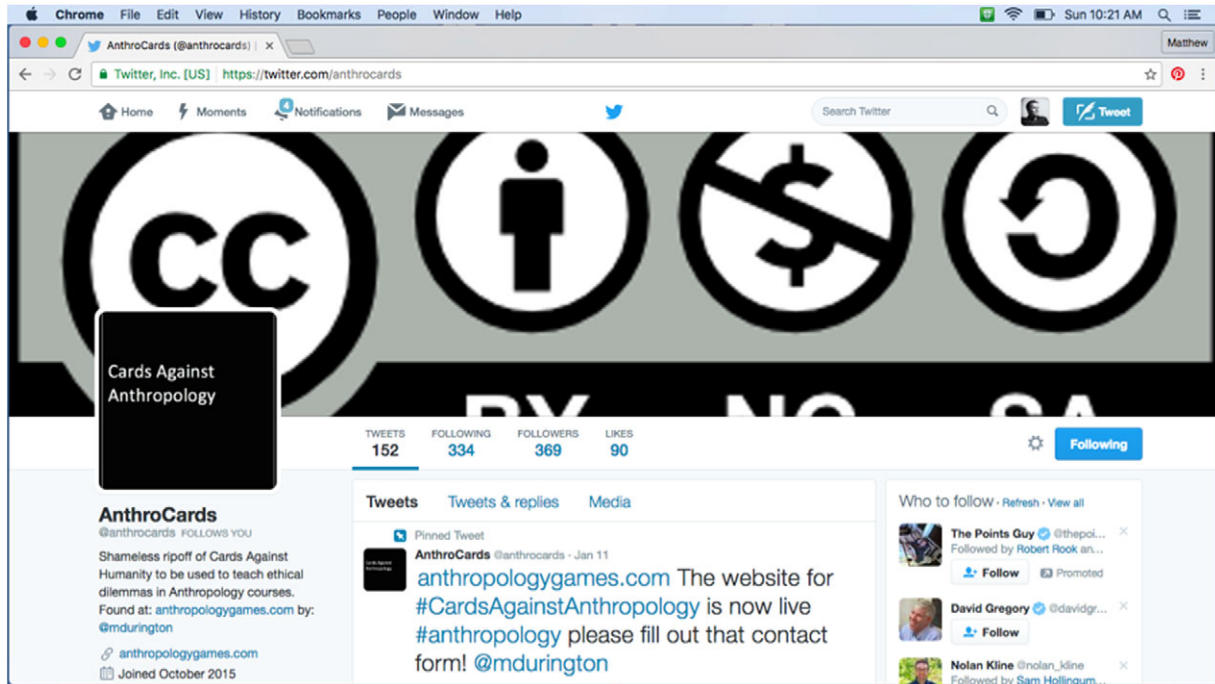 Chrome File Edit View History Bookmarks People Window Help Sun 10:21 AM
AnthroCards (@anthrocards) | Matthew
Twitter, Inc. [US] https://twitter.com/anthrocards
Home Moments 4 Notifications Messages Search Twitter Tweet
CC
BY NC SA
Cards Against
Anthropology
TWEETS FOLLOWING FOLLOWERS LIKES
152 334 369 90 Following
AnthroCards
@anthrocards FOLLOWS YOU
Shameless ripoff of Cards Against
Humanity to be used to teach ethical
dilemmas in Anthropology courses.
Found at: anthropologygames.com by:
@mdurington
anthropologygames.com
Joined October 2015
Tweets Tweets & replies Media
Pinned Tweet
AnthroCards @anthrocards · Jan 11
anthropologygames.com The website for
#CardsAgainstAnthropology is now live
#anthropology please fill out that contact
form! @mdurington
Who to follow · Refresh · View all
The Points Guy @thepoi...
Followed by Robert Rook an...
Follow Promoted
David Gregory @davidgr...
Follow
Nolan Kline @nolan_kline
Followed by Sam Hollingum...